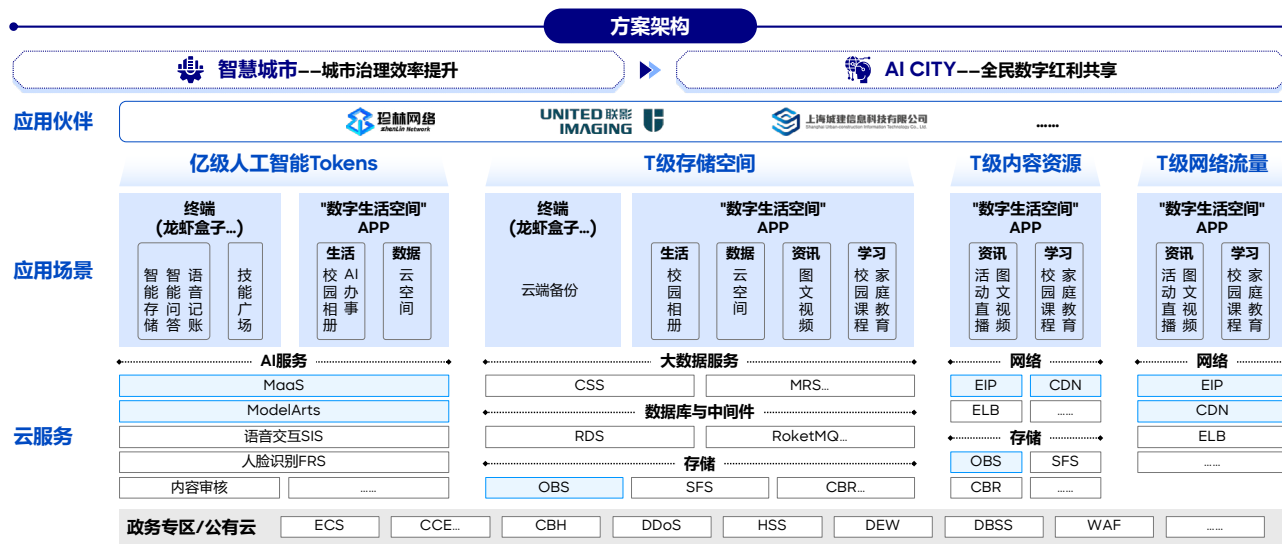 方案架构
智慧城市——城市治理效率提升
AI CITY——全民数字红利共享
应用伙伴
珍林网络
ZhenLin Network
UNITED 联影
IMAGING
上海城建信息科技有限公司
Shanghai Urban-construction Information Technology Co., Ltd.
......
亿级人工智能Tokens
T级存储空间
T级内容资源
T级网络流量
应用场景
终端
(龙虾盒子...)
智能存储
智能问答
语音记账
技能广场
"数字生活空间"
APP
生活
校园相册
AI办事
数据
云空间
终端
(龙虾盒子...)
云端备份
"数字生活空间"
APP
生活
校园相册
数据
云空间
资讯
图文视频
学习
校园课程
家庭教育
"数字生活空间"
APP
资讯
活动直播
图文视频
学习
校园课程
家庭教育
"数字生活空间"
APP
资讯
活动直播
图文视频
学习
校园课程
家庭教育
云服务
AI服务
MaaS
ModelArts
语音交互SIS
人脸识别FRS
内容审核
......
大数据服务
CSS
MRS...
数据库与中间件
RDS
RoketMQ...
存储
OBS
SFS
CBR...
网络
EIP
CDN
ELB
......
存储
OBS
SFS
CBR
......
网络
EIP
CDN
ELB
......
政务专区/公有云
ECS
CCE...
CBH
DDoS
HSS
DEW
DBSS
WAF
......